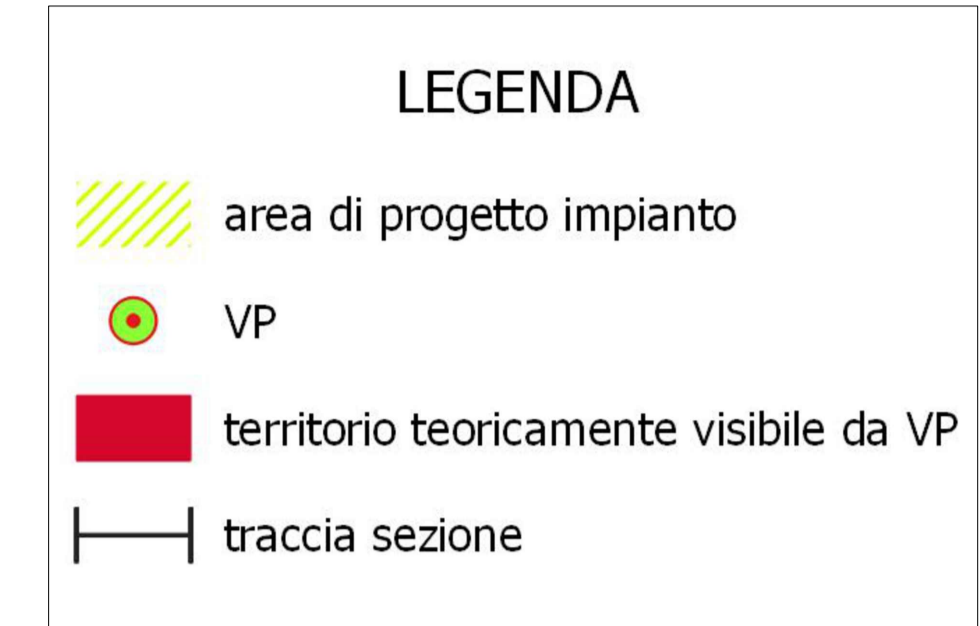 LEGENDA
area di progetto impianto
VP
territorio teoricamente visibile da VP
traccia sezione